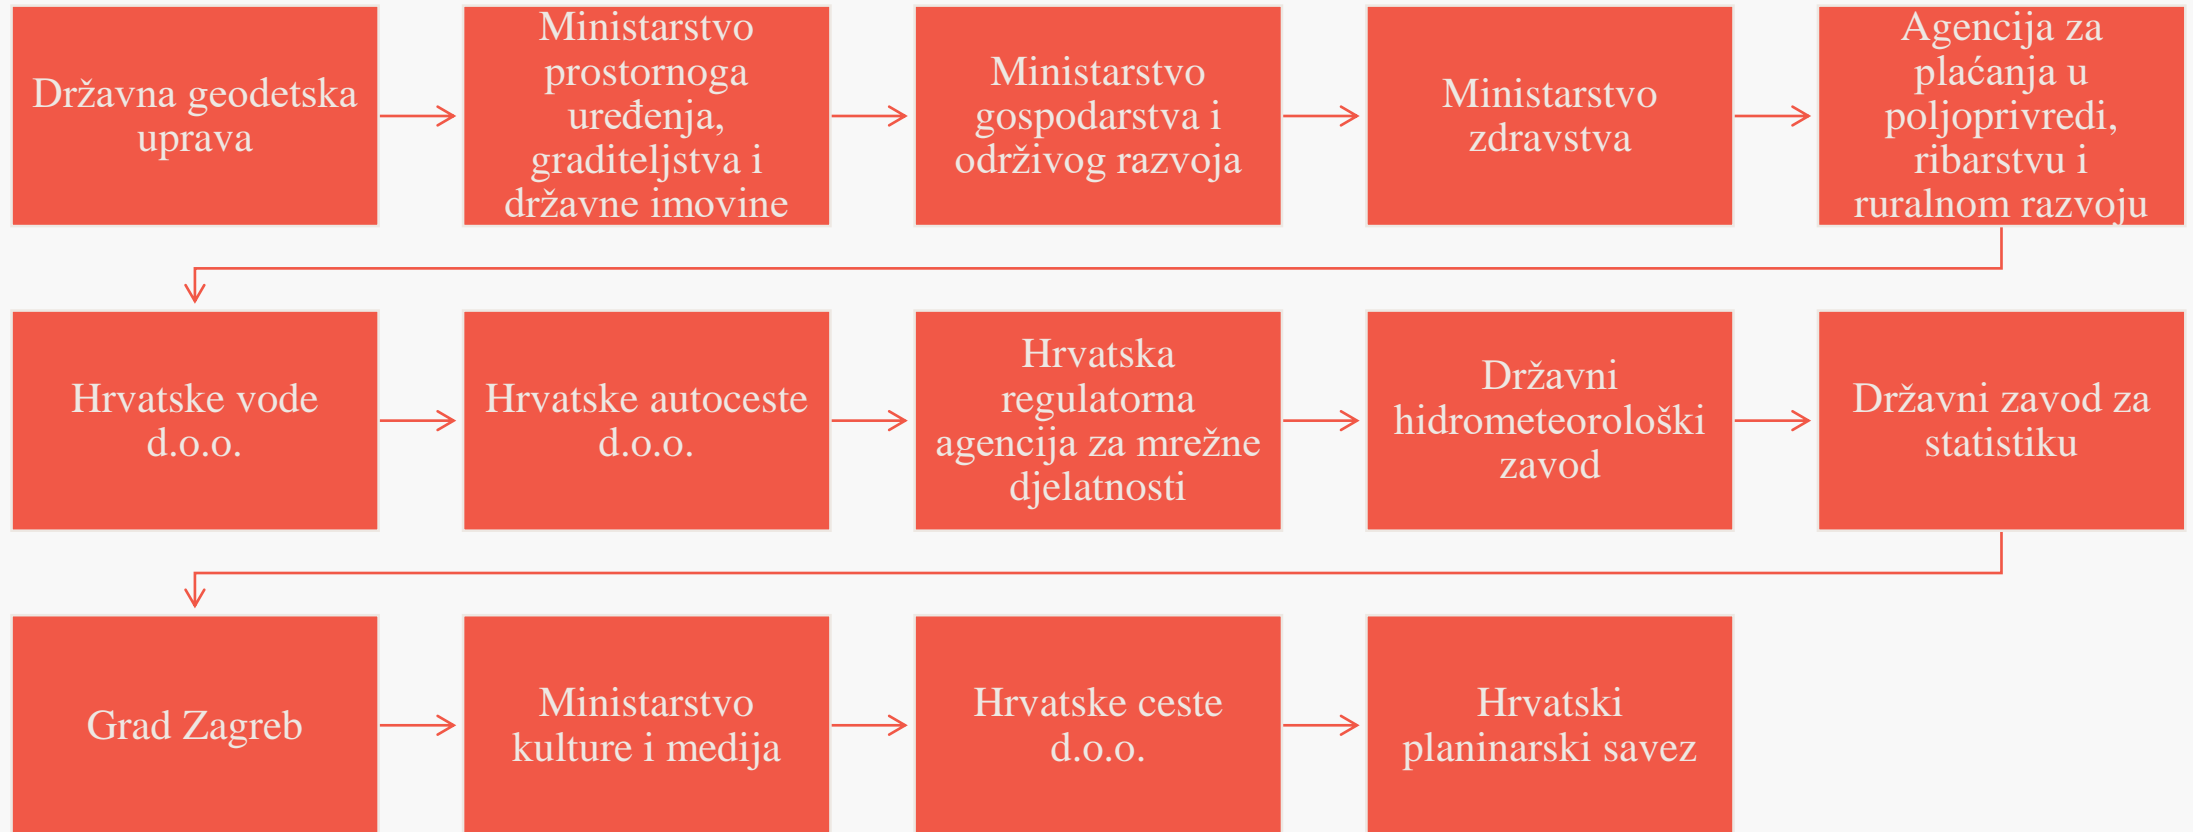 Državna geodetska
uprava
Ministarstvo
prostornoga
uređenja,
graditeljstva i
državne imovine
Ministarstvo
gospodarstva i
održivog razvoja
Ministarstvo
zdravstva
Agencija za
plaćanja u
poljoprivredi,
ribarstvu i
ruralnom razvoju
Hrvatske vode
d.o.o.
Hrvatske autoceste
d.o.o.
Hrvatska
regulatorna
agencija za mrežne
djelatnosti
Državni
hidrometeorološki
zavod
Državni zavod za
statistiku
Grad Zagreb
Ministarstvo
kulture i medija
Hrvatske ceste
d.o.o.
Hrvatski
planinarski savez